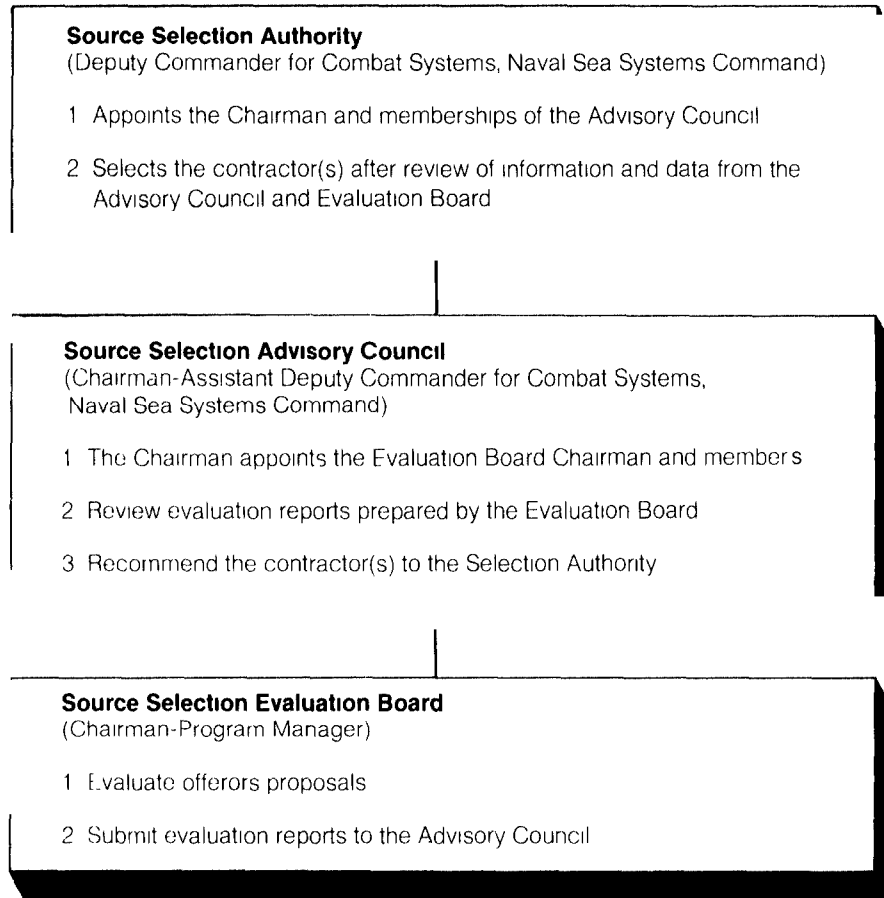 Source Selection Authority
(Deputy Commander for Combat Systems, Naval Sea Systems Command)
1 Appoints the Chairman and memberships of the Advisory Council
2 Selects the contractor(s) after review of information and data from the
Advisory Council and Evaluation Board
Source Selection Advisory Council
(Chairman-Assistant Deputy Commander for Combat Systems,
Naval Sea Systems Command)
1 The Chairman appoints the Evaluation Board Chairman and members
2 Review evaluation reports prepared by the Evaluation Board
3 Recommend the contractor(s) to the Selection Authority
Source Selection Evaluation Board
(Chairman-Program Manager)
1 Evaluate offerors proposals
2 Submit evaluation reports to the Advisory Council